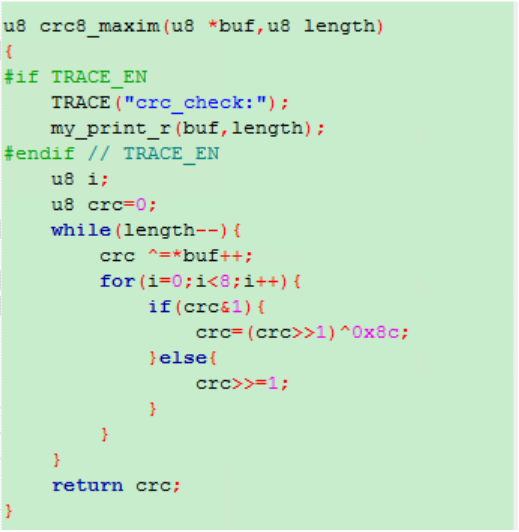 u8 crc8_maxim(u8 *buf,u8 length)
{
#if TRACE_EN
    TRACE("crc_check:");
    my_print_r(buf,length);
#endif // TRACE_EN
    u8 i;
    u8 crc=0;
    while(length--){
        crc ^=*buf++;
        for(i=0;i<8;i++){
            if(crc&1){
                crc=(crc>>1)^0x8c;
            }else{
                crc>>=1;
            }
        }
    }
    return crc;
}